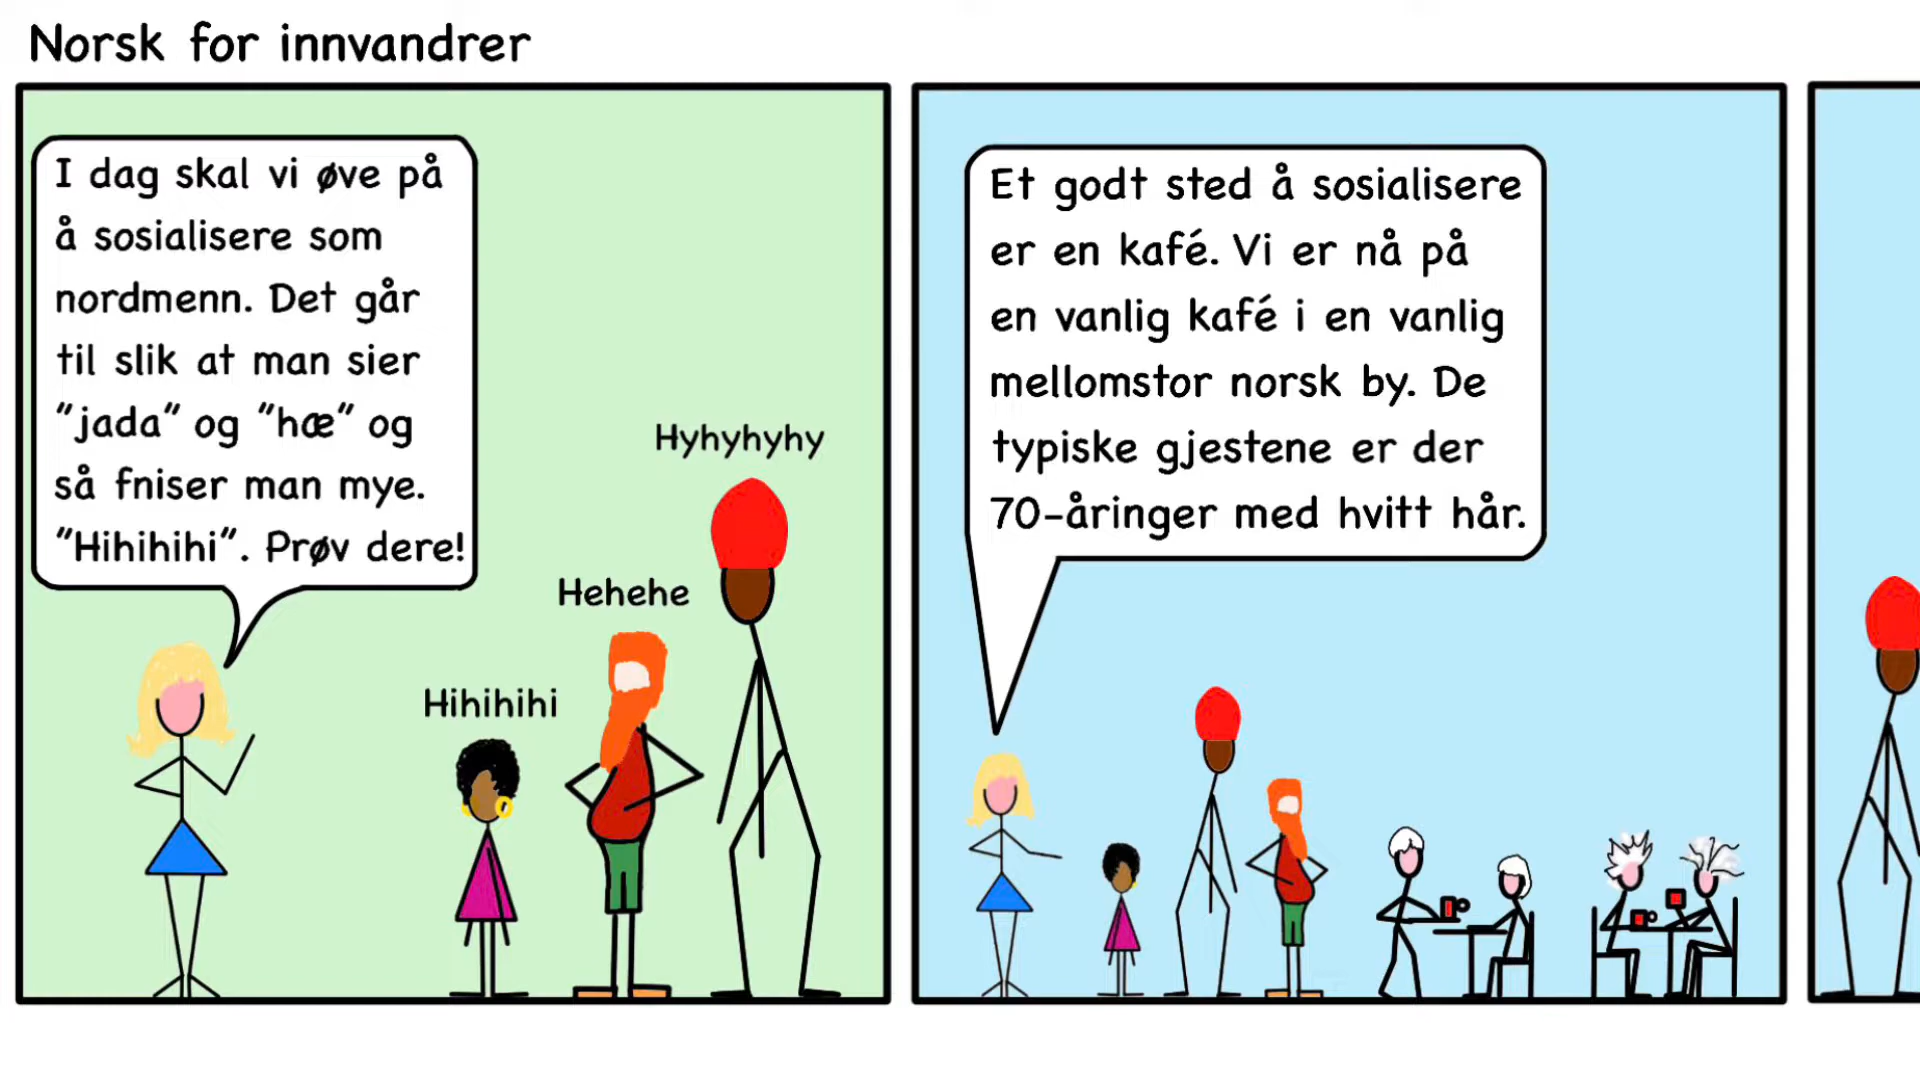 Norsk for innvandrer
I dag skal vi øve på
å sosialisere som
nordmenn. Det går
til slik at man sier
"jada" og "hæ" og
så fniser man mye.
"Hihihihi". Prøv dere!
Hyhyhyhy
Hehehe
Hihihihi
Et godt sted å sosialisere
er en kafé. Vi er nå på
en vanlig kafé i en vanlig
mellomstor norsk by. De
typiske gjestene er der
70-åringer med hvitt hår.